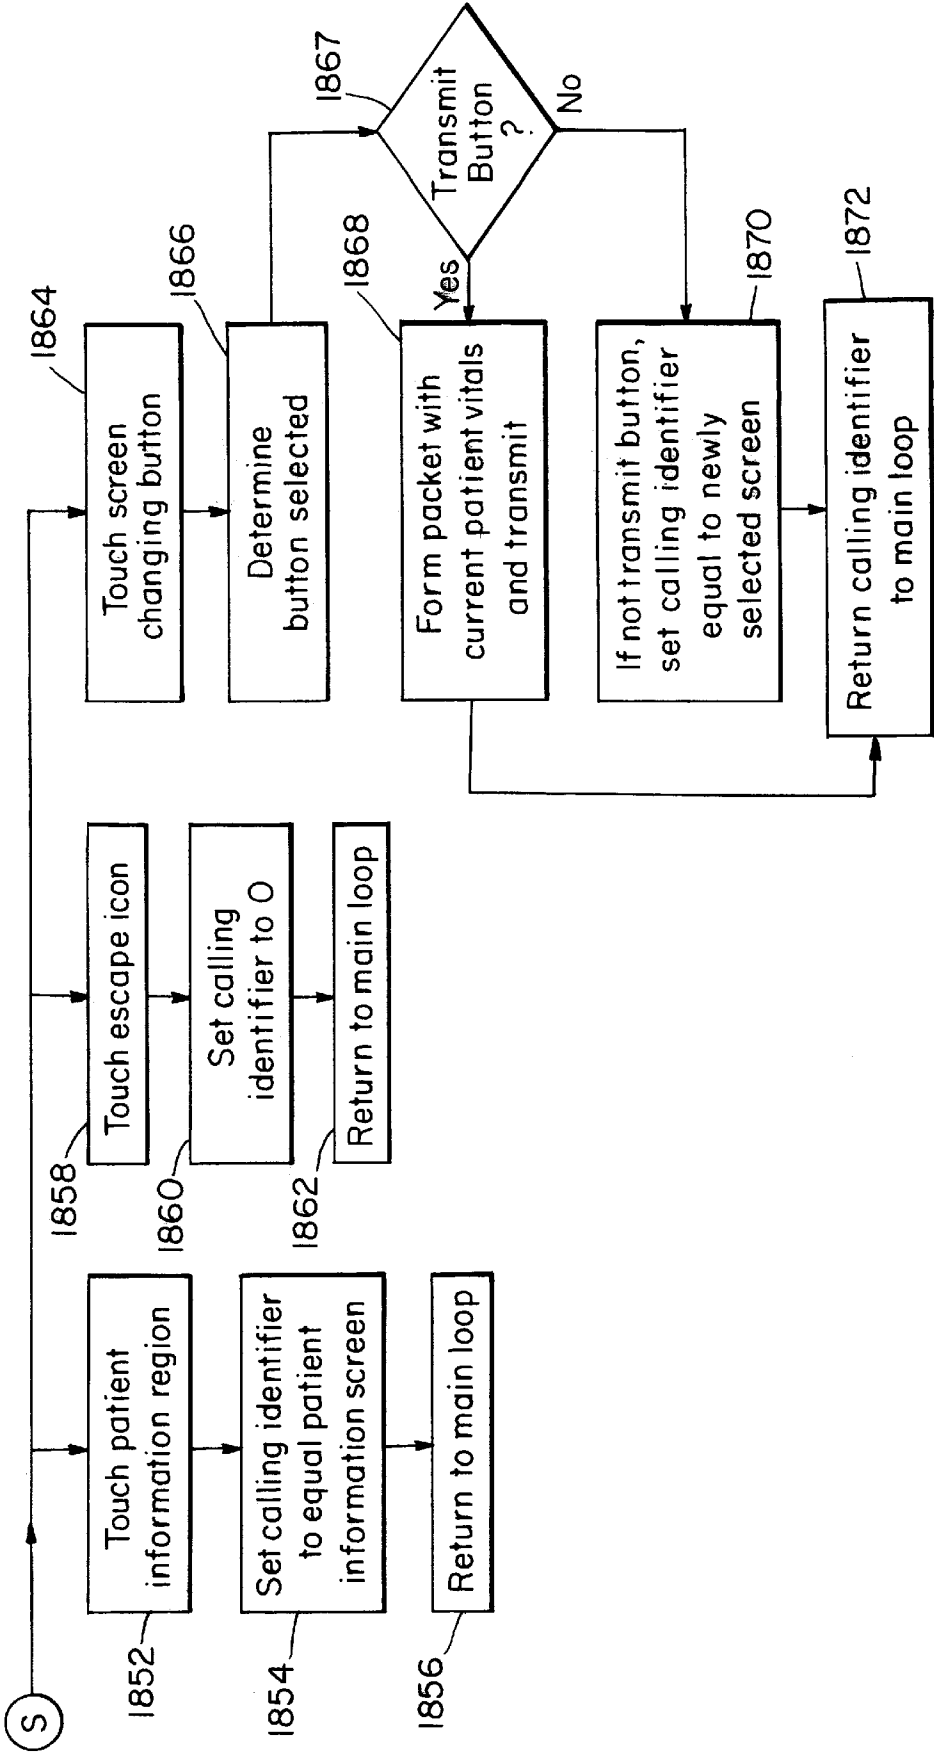 S
1852
Touch patient
information region
1854
Set calling identifier
to equal patient
information screen
1856
Return to main loop
1858
Touch escape icon
1860
Set calling
identifier to 0
1862
Return to main loop
1864
Touch screen
changing button
1866
Determine
button selected
1867
Transmit
Button
?
Yes
No
1868
Form packet with
current patient vitals
and transmit
1870
If not transmit button,
set calling identifier
equal to newly
selected screen
1872
Return calling identifier
to main loop